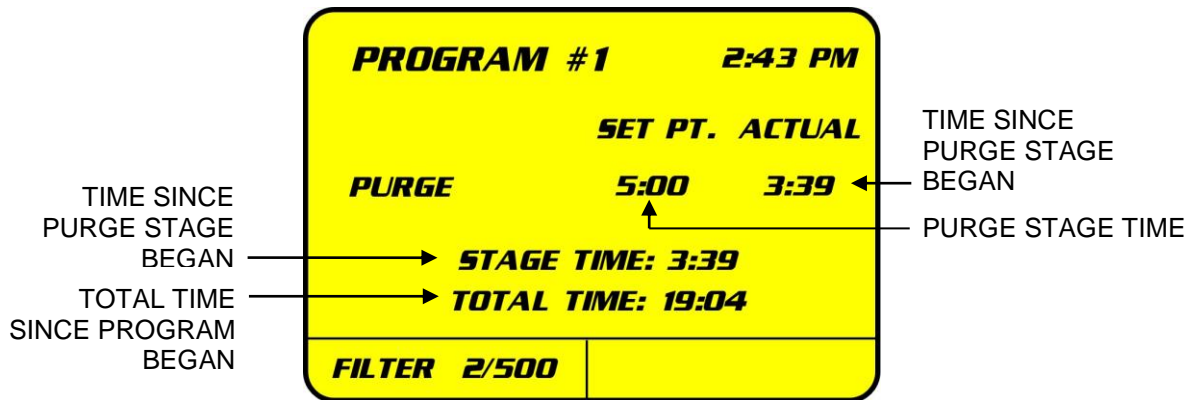 PROGRAM #1 2:43 PM
SET PT. ACTUAL
PURGE 5:00 3:39
STAGE TIME: 3:39
TOTAL TIME: 19:04
FILTER 2/500
TIME SINCE
PURGE STAGE
BEGAN
TOTAL TIME
SINCE PROGRAM
BEGAN
TIME SINCE
PURGE STAGE
BEGAN
PURGE STAGE TIME